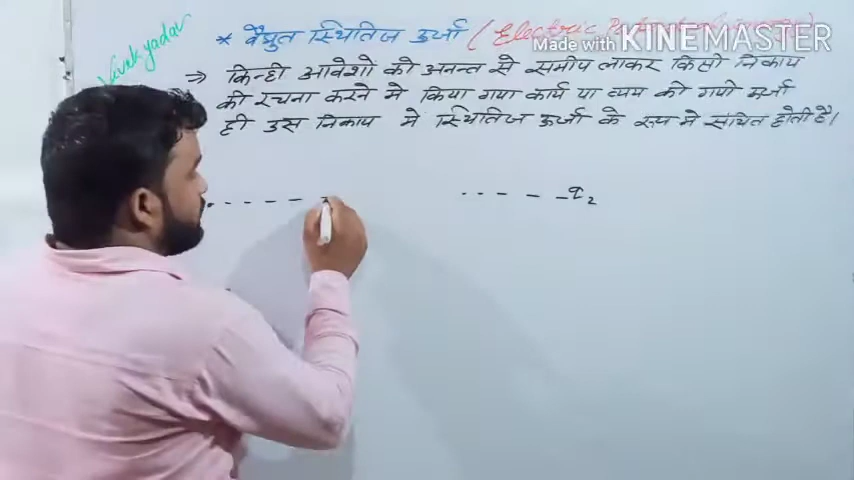 * वैद्युत स्थितिज ऊर्जा ( Electric
Made with KINEMASTER
Vivek yadav
⇒ किन्ही आवेशों को अनन्त से समीप लाकर किसी निकाय
की रचना करने मे किया गया कार्य या व्यय की गयी ऊर्जा
ही उस निकाय मे स्थितिज ऊर्जा के रूप मे संचित होती है।
q₂